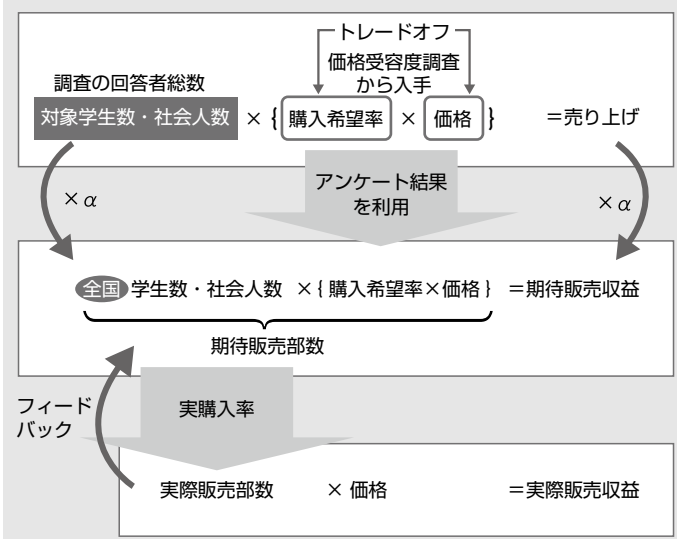 トレードオフ
価格受容度調査
から入手
調査の回答者総数
対象学生数・社会人数 × { 購入希望率 × 価格 } ＝売り上げ
×α
アンケート結果
を利用
×α
全国 学生数・社会人数 ×{ 購入希望率×価格 } ＝期待販売収益
期待販売部数
フィード
バック
実購入率
実際販売部数 × 価格 ＝実際販売収益